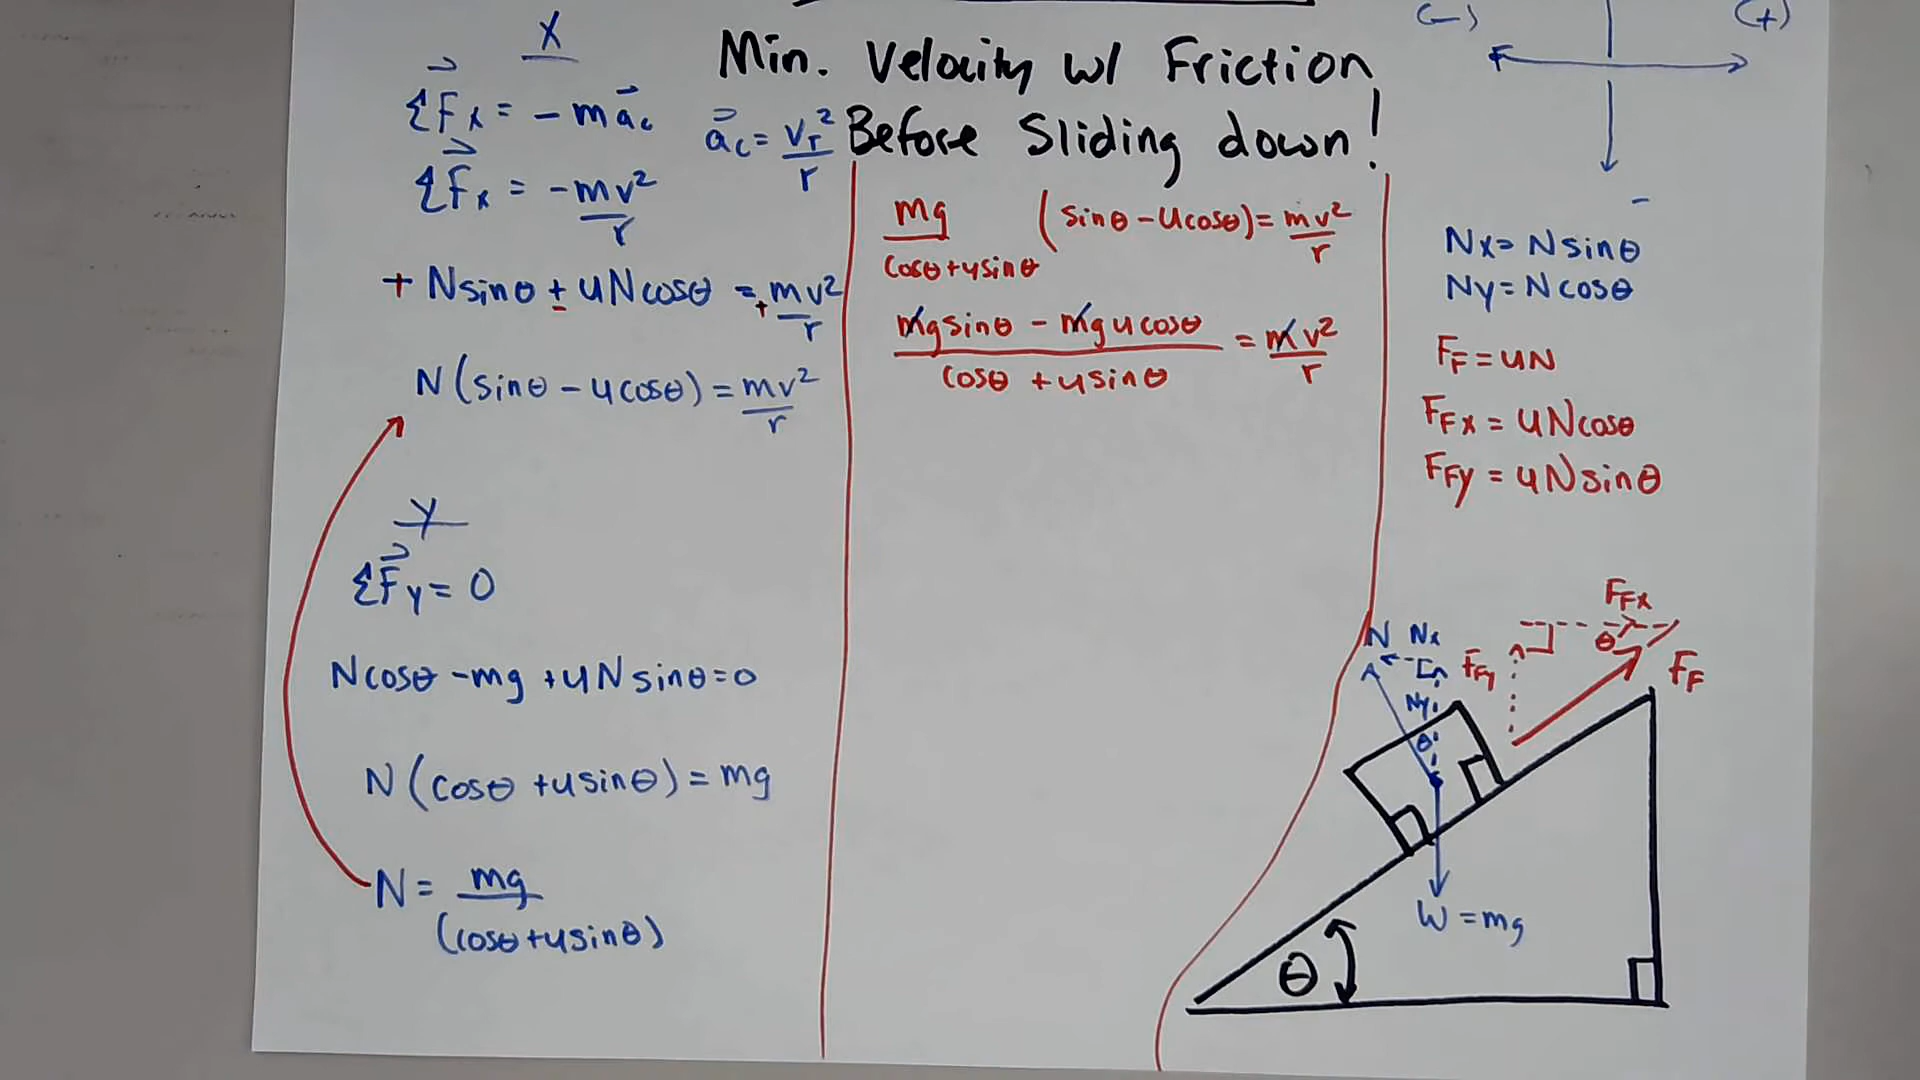 Min. Velocity w/ Friction
Before Sliding down!
X
ΣFx = -mac
ac = vT²/r
ΣFx = -mv²/r
+ Nsinθ ± uNcosθ = + mv²/r
N(sinθ - ucosθ) = mv²/r
Y
ΣFy = 0
Ncosθ - mg + uNsinθ = 0
N(cosθ + usinθ) = mg
N = mg/(cosθ + usinθ)
mg/cosθ + usinθ (sinθ - ucosθ) = mv²/r
mgsinθ - mgucosθ/cosθ + usinθ = mv²/r
(-) (+)
-
Nx = Nsinθ
Ny = Ncosθ
FF = uN
FFx = uNcosθ
FFy = uNsinθ
FFx
N Nx
FFy
θ
FF
Ny
θ
W = mg
θ